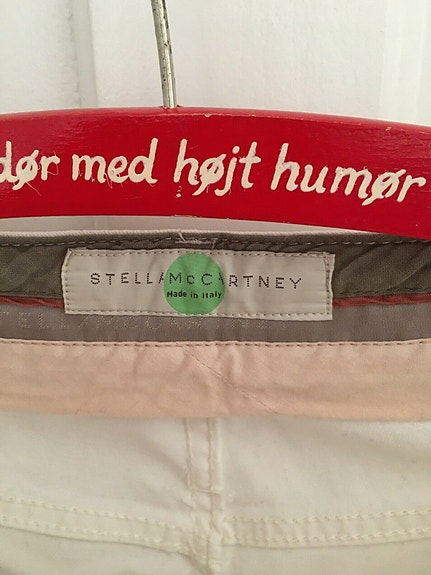 dør med højt humør
STELLA McCARTNEY
Made in Italy